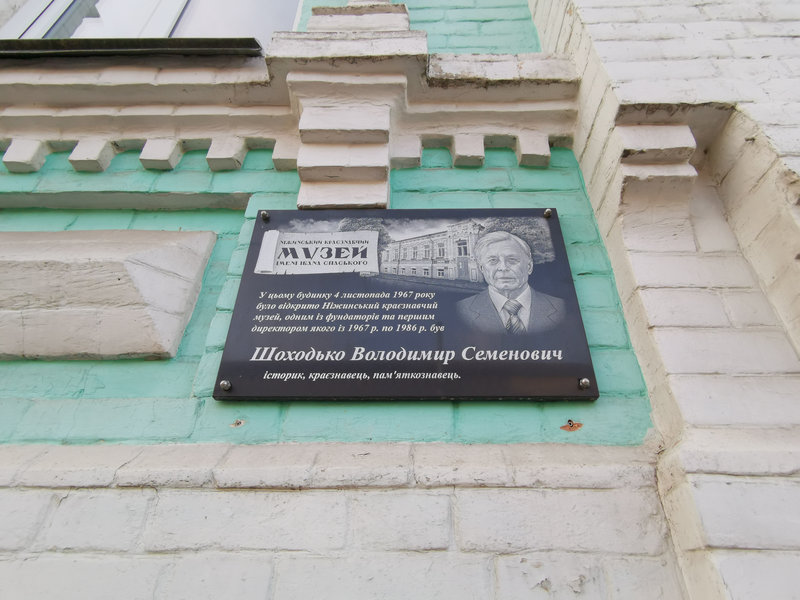 НІЖИНСЬКИЙ КРАЄЗНАВЧИЙ
МУЗЕЙ
ІМЕНІ ІВАНА СПАСЬКОГО
У цьому будинку 4 листопада 1967 року
було відкрито Ніжинський краєзнавчий
музей, одним із фундаторів та першим
директором якого із 1967 р. по 1986 р. був
Шоходько Володимир Семенович
історик, краєзнавець, пам'яткознавець.